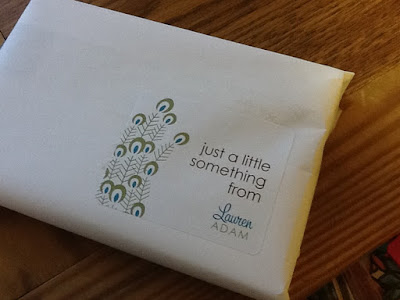 just a little
something
from
Lauren
ADAM